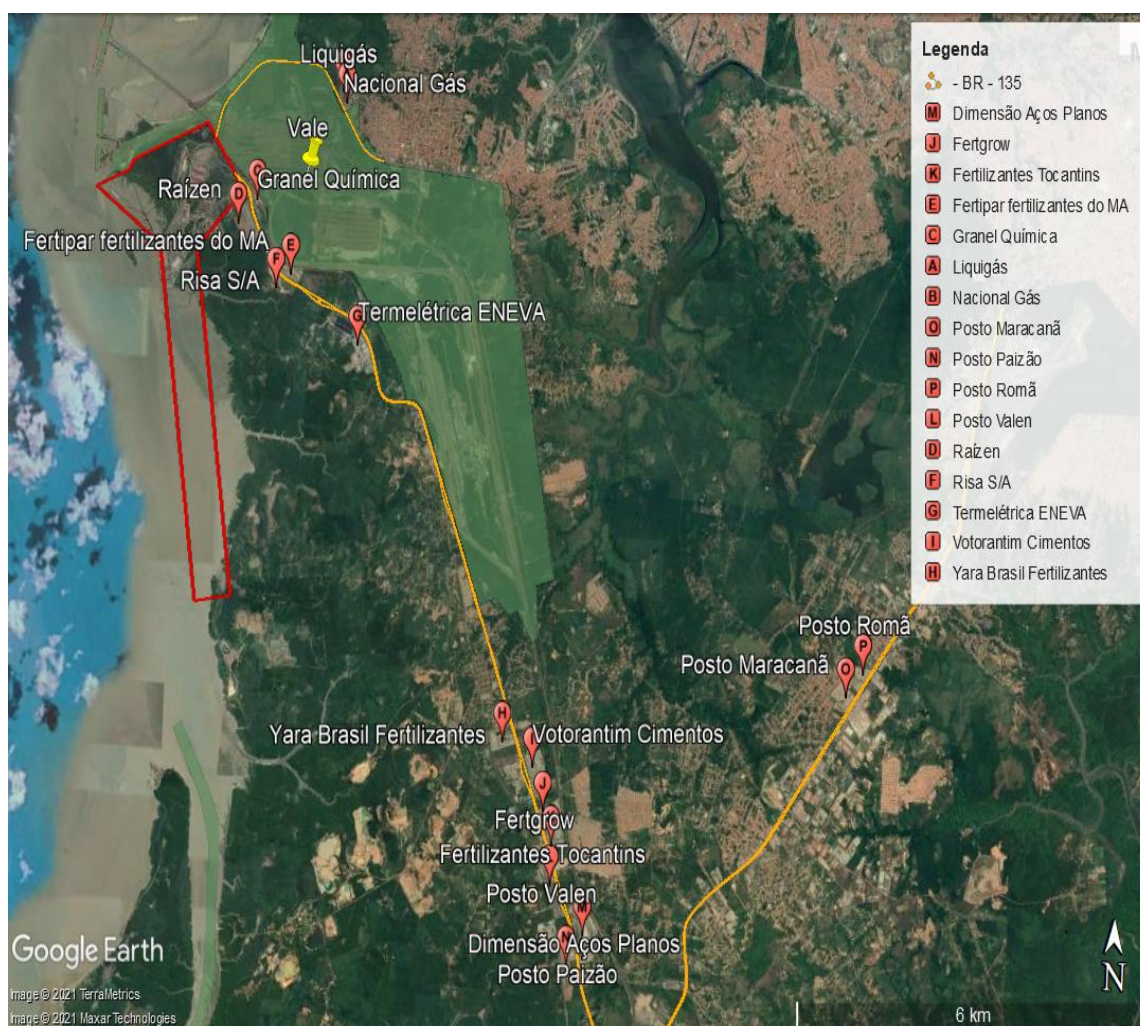 Liquigás
Nacional Gás
Vale
C
Granel Química
Raízen
D
Fertipar fertilizantes do MA
E
F
Risa S/A
G
Termelétrica ENEVA
Posto Romã
P
Posto Maracanã
O
H
Yara Brasil Fertilizantes
Votorantim Cimentos
J
Fertgrow
Fertilizantes Tocantins
Posto Valen
M
Dimensão Aços Planos
N
Posto Paizão
Legenda
- BR - 135
M Dimensão Aços Planos
J Fertgrow
K Fertilizantes Tocantins
E Fertipar fertilizantes do MA
C Granel Química
A Liquigás
B Nacional Gás
O Posto Maracanã
N Posto Paizão
P Posto Romã
L Posto Valen
D Raízen
F Risa S/A
G Termelétrica ENEVA
I Votorantim Cimentos
H Yara Brasil Fertilizantes
Google Earth
Image © 2021 TerraMetrics
Image © 2021 Maxar Technologies
N
6 km